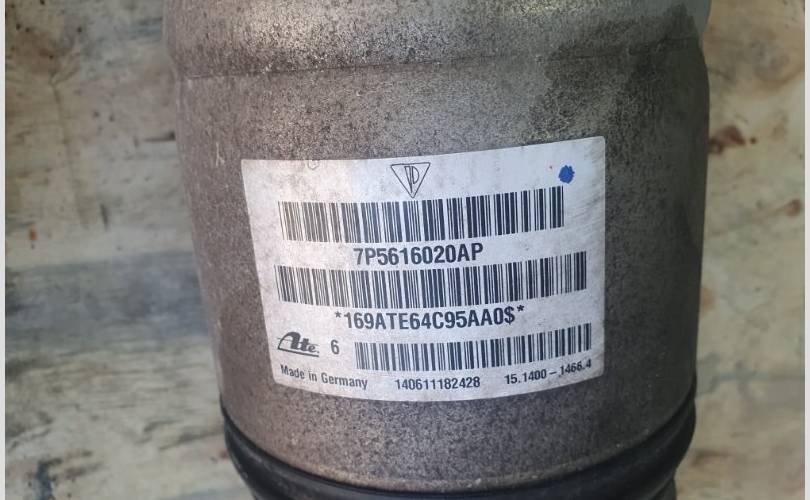 7P5616020AP
*169ATE64C95AA0$*
Ate 6
Made in Germany 140611182428 15.1400-1466.4